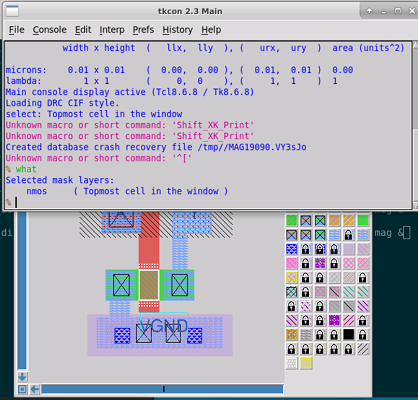 tkcon 2.3 Main
File Console Edit Interp Prefs History Help
width x height ( llx, lly ), ( urx, ury ) area (units^2)
microns: 0.01 x 0.01 ( 0.00, 0.00 ), ( 0.01, 0.01 ) 0.00
lambda: 1 x 1 ( 0, 0 ), ( 1, 1 ) 1
Main console display active (Tcl8.6.8 / Tk8.6.8)
Loading DRC CIF style.
select: Topmost cell in the window
Unknown macro or short command: 'Shift_XK_Print'
Unknown macro or short command: 'Shift_XK_Print'
Created database crash recovery file /tmp//MAG19090.VY3sJo
Unknown macro or short command: '^['
% what
Selected mask layers:
nmos ( Topmost cell in the window )
%
di
mag &
VGND